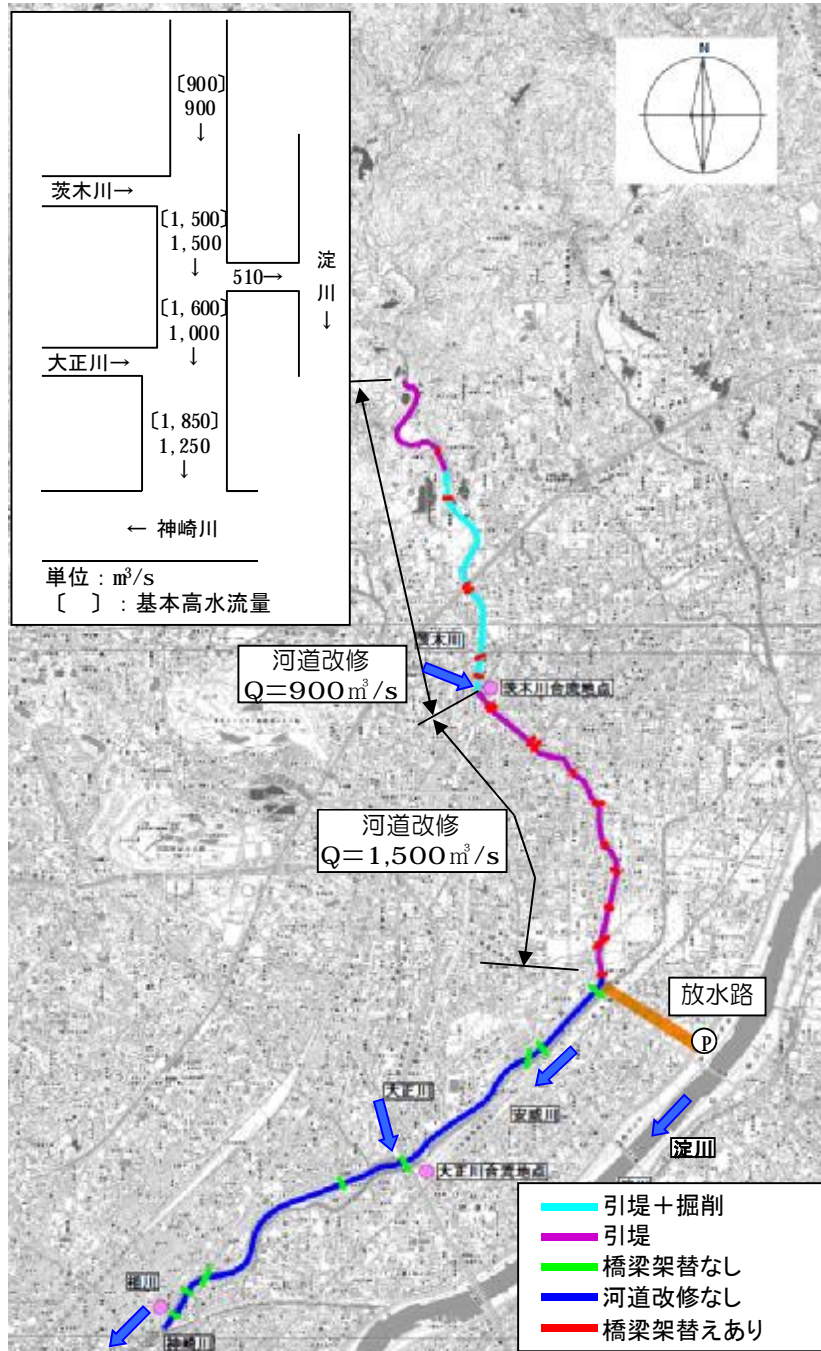 〔900〕
900
↓
茨木川→
〔1,500〕
1,500
↓
510→
淀川
↓
〔1,600〕
1,000
↓
大正川→
〔1,850〕
1,250
↓
← 神崎川
単位：m³/s
〔　〕：基本高水流量
N
茨木川
河道改修
Q＝900㎥/s
茨木川合流地点
河道改修
Q＝1,500㎥/s
放水路
P
大正川
安威川
淀川
大正川合流地点
神崎川
引堤＋掘削
引堤
橋梁架替なし
河道改修なし
橋梁架替えあり